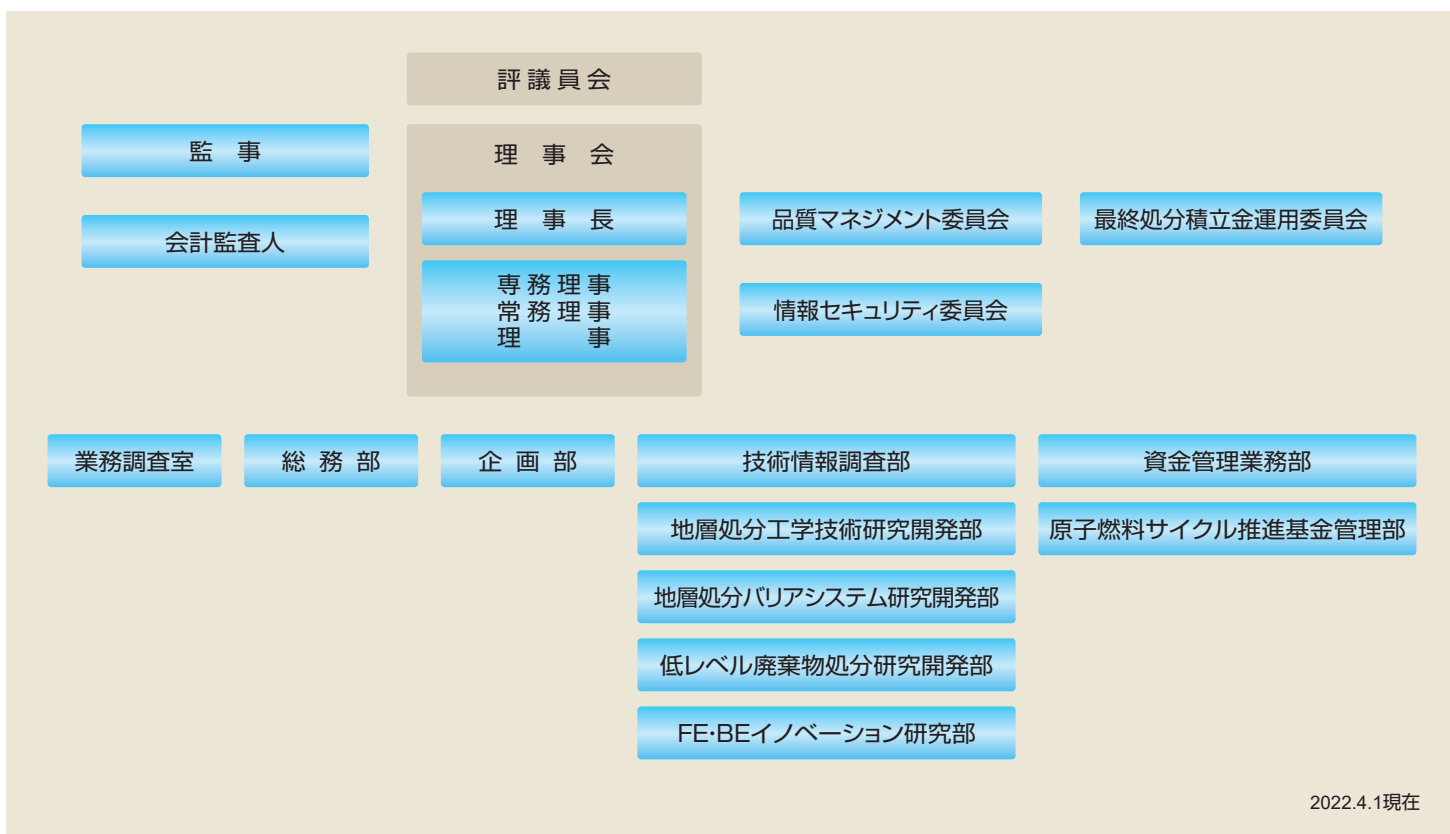 評議員会
監 事
会計監査人
理 事 会
理 事 長
専務理事
常務理事
理 事
品質マネジメント委員会
最終処分積立金運用委員会
情報セキュリティ委員会
業務調査室
総 務 部
企 画 部
技術情報調査部
資金管理業務部
地層処分工学技術研究開発部
原子燃料サイクル推進基金管理部
地層処分バリアシステム研究開発部
低レベル廃棄物処分研究開発部
FE・BEイノベーション研究部
2022.4.1現在